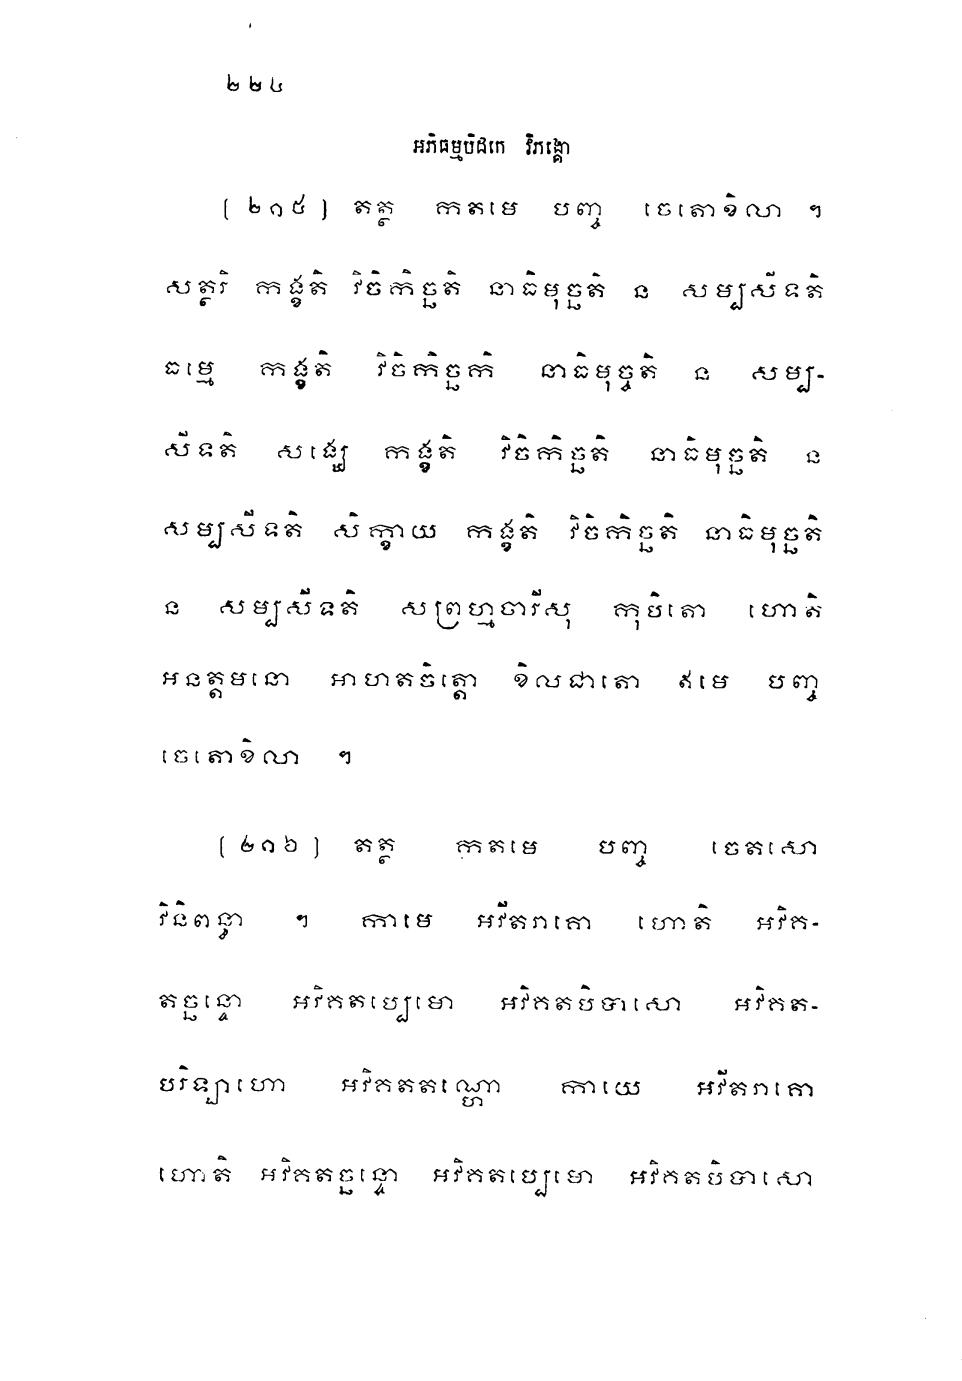 ២២៤
អភិធម្មបិដកេ វិភង្គោ
(២១៥) តត្ថ កតមេ បញ្ច ចេតោខិលា ។
សត្ថរិ កង្ខតិ វិចិកិច្ឆតិ នាធិមុច្ចតិ ន សម្បសីទតិ
ធម្មេ កង្ខតិ វិចិកិច្ឆតិ នាធិមុច្ចតិ ន សម្ប-
សីទតិ សង្ឃេ កង្ខតិ វិចិកិច្ឆតិ នាធិមុច្ចតិ ន
សម្បសីទតិ សិក្ខាយ កង្ខតិ វិចិកិច្ឆតិ នាធិមុច្ចតិ
ន សម្បសីទតិ សព្រហ្មចារីសុ កុបិតោ ហោតិ
អនត្តមនោ អាហតចិត្តោ ខិលជាតោ ឥមេ បញ្ច
ចេតោខិលា ។
(២១៦) តត្ថ កតមេ បញ្ច ចេតសោ
វិនិពន្ធា ។ កាមេ អវីតរាគោ ហោតិ អវិគ-
តច្ឆន្ទោ អវិគតប្បេមោ អវិគតបិបាសោ អវិគត-
បរិឡាហោ អវិគតតណ្ហោ កាយេ អវីតរាគោ
ហោតិ អវិគតច្ឆន្ទោ អវិគតប្បេមោ អវិគតបិបាសោ